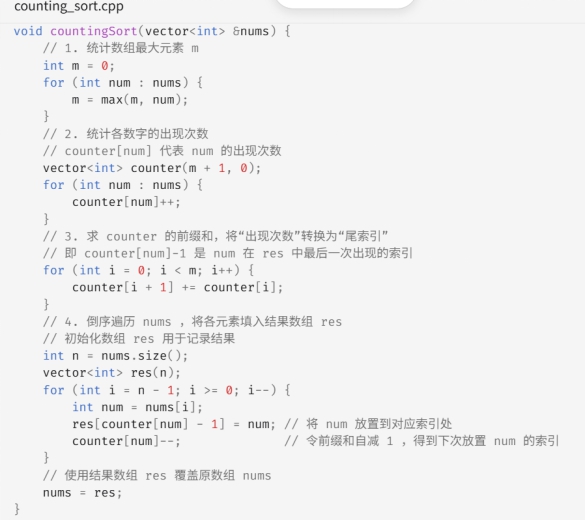 counting_sort.cpp
void countingSort(vector<int> &nums) {
    // 1. 统计数组最大元素 m
    int m = 0;
    for (int num : nums) {
        m = max(m, num);
    }
    // 2. 统计各数字的出现次数
    // counter[num] 代表 num 的出现次数
    vector<int> counter(m + 1, 0);
    for (int num : nums) {
        counter[num]++;
    }
    // 3. 求 counter 的前缀和，将“出现次数”转换为“尾索引”
    // 即 counter[num]-1 是 num 在 res 中最后一次出现的索引
    for (int i = 0; i < m; i++) {
        counter[i + 1] += counter[i];
    }
    // 4. 倒序遍历 nums ，将各元素填入结果数组 res
    // 初始化数组 res 用于记录结果
    int n = nums.size();
    vector<int> res(n);
    for (int i = n - 1; i >= 0; i--) {
        int num = nums[i];
        res[counter[num] - 1] = num; // 将 num 放置到对应索引处
        counter[num]--;              // 令前缀和自减 1 ，得到下次放置 num 的索引
    }
    // 使用结果数组 res 覆盖原数组 nums
    nums = res;
}